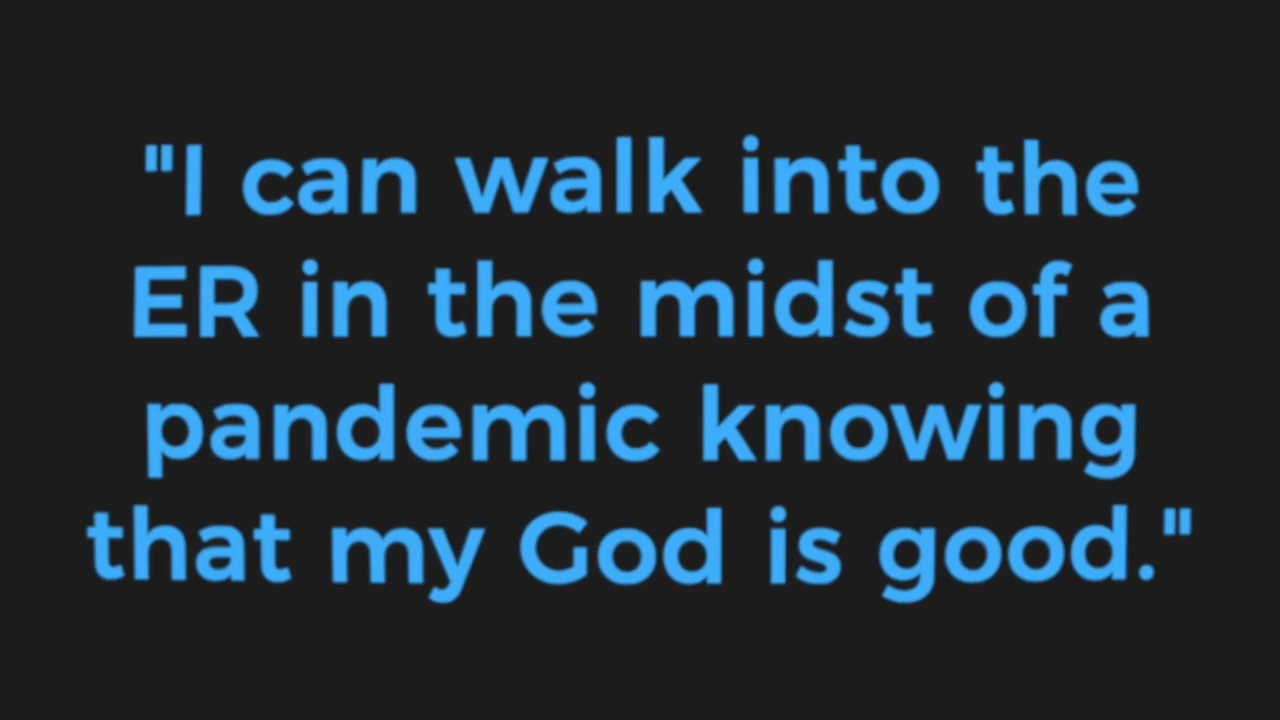 "I can walk into the
ER in the midst of a
pandemic knowing
that my God is good."